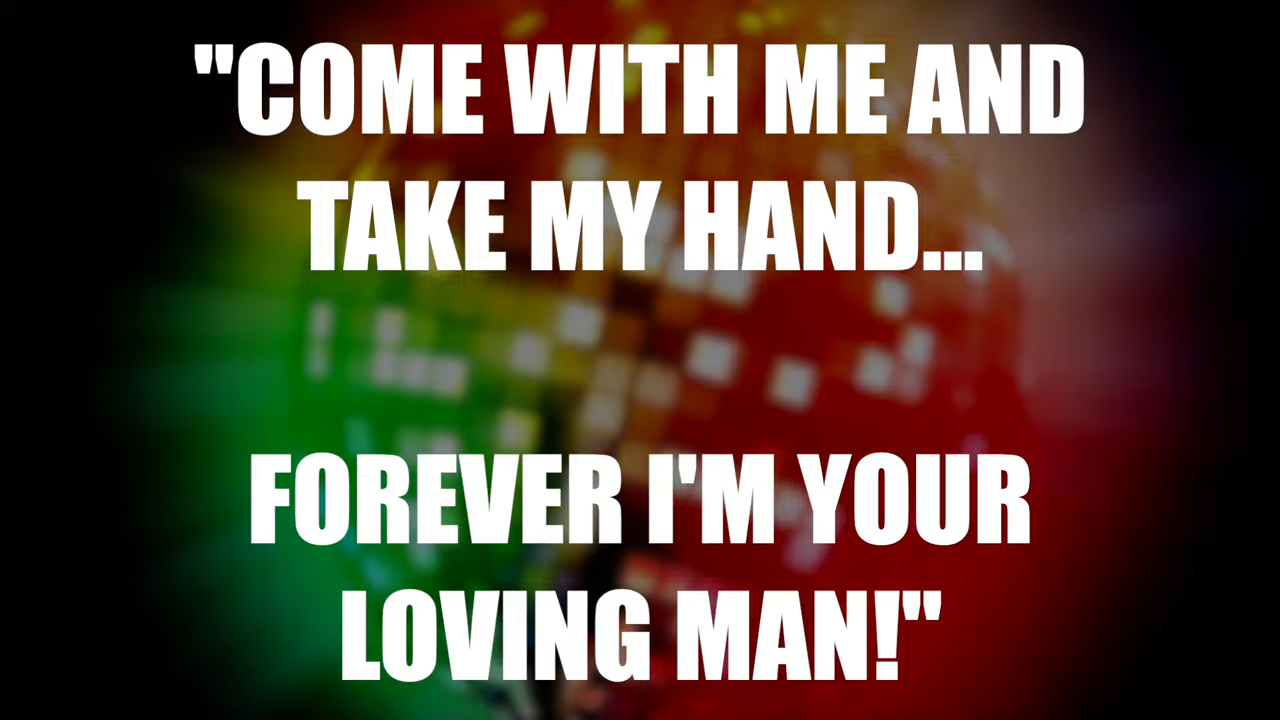 "COME WITH ME AND
TAKE MY HAND...
FOREVER I'M YOUR
LOVING MAN!"